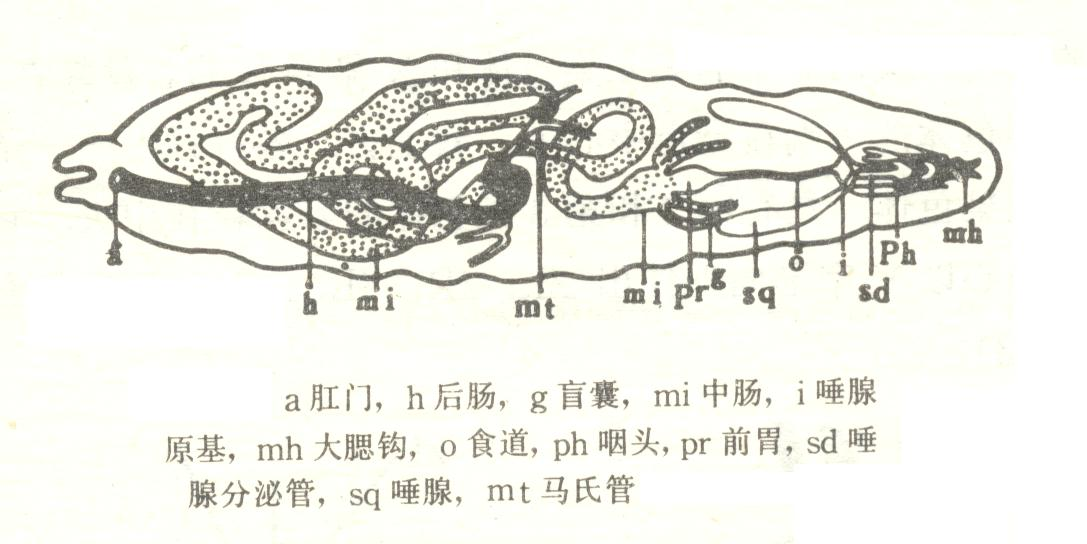 a
h
mi
mt
mi
pr
g
sq
o
i
sd
Ph
mh
a 肛门, h 后肠, g 盲囊, mi 中肠, i 唾腺
原基, mh 大腮钩, o 食道, ph 咽头, pr 前胃, sd 唾
腺分泌管, sq 唾腺, mt 马氏管